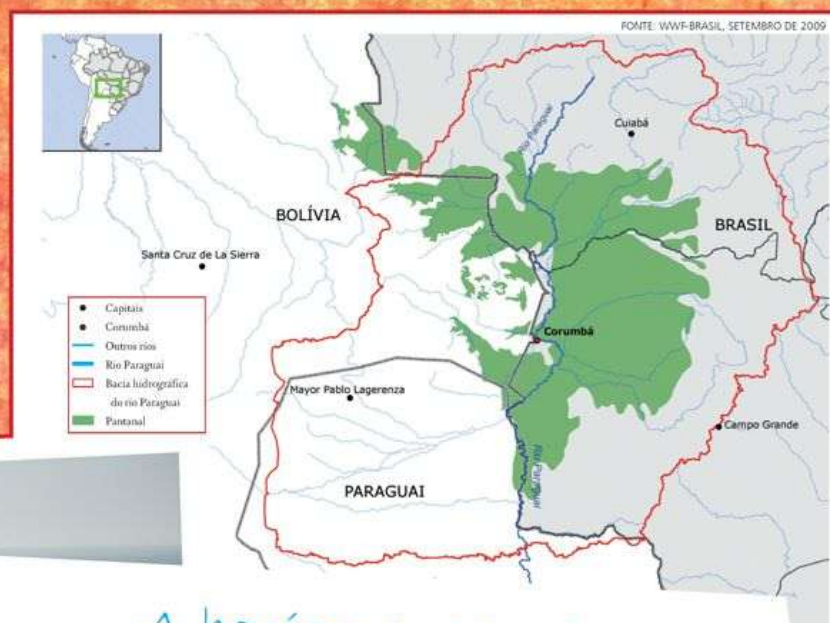 FONTE: WWF-BRASIL, SETEMBRO DE 2009
Rio Paraguai
Cuiabá
BOLÍVIA
BRASIL
Santa Cruz de La Sierra
Capitais
Corumbá
Outros rios
Rio Paraguai
Bacia hidrográfica
do rio Paraguai
Pantanal
Corumbá
Mayor Pablo Lagerenza
Campo Grande
PARAGUAI
Rio Paraguai